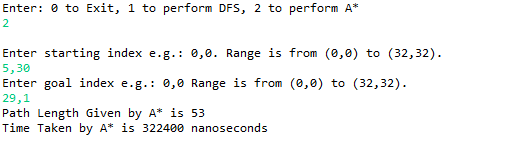 Enter: 0 to Exit, 1 to perform DFS, 2 to perform A*
2
Enter starting index e.g.: 0,0. Range is from (0,0) to (32,32).
5,30
Enter goal index e.g.: 0,0 Range is from (0,0) to (32,32).
29,1
Path Length Given by A* is 53
Time Taken by A* is 322400 nanoseconds